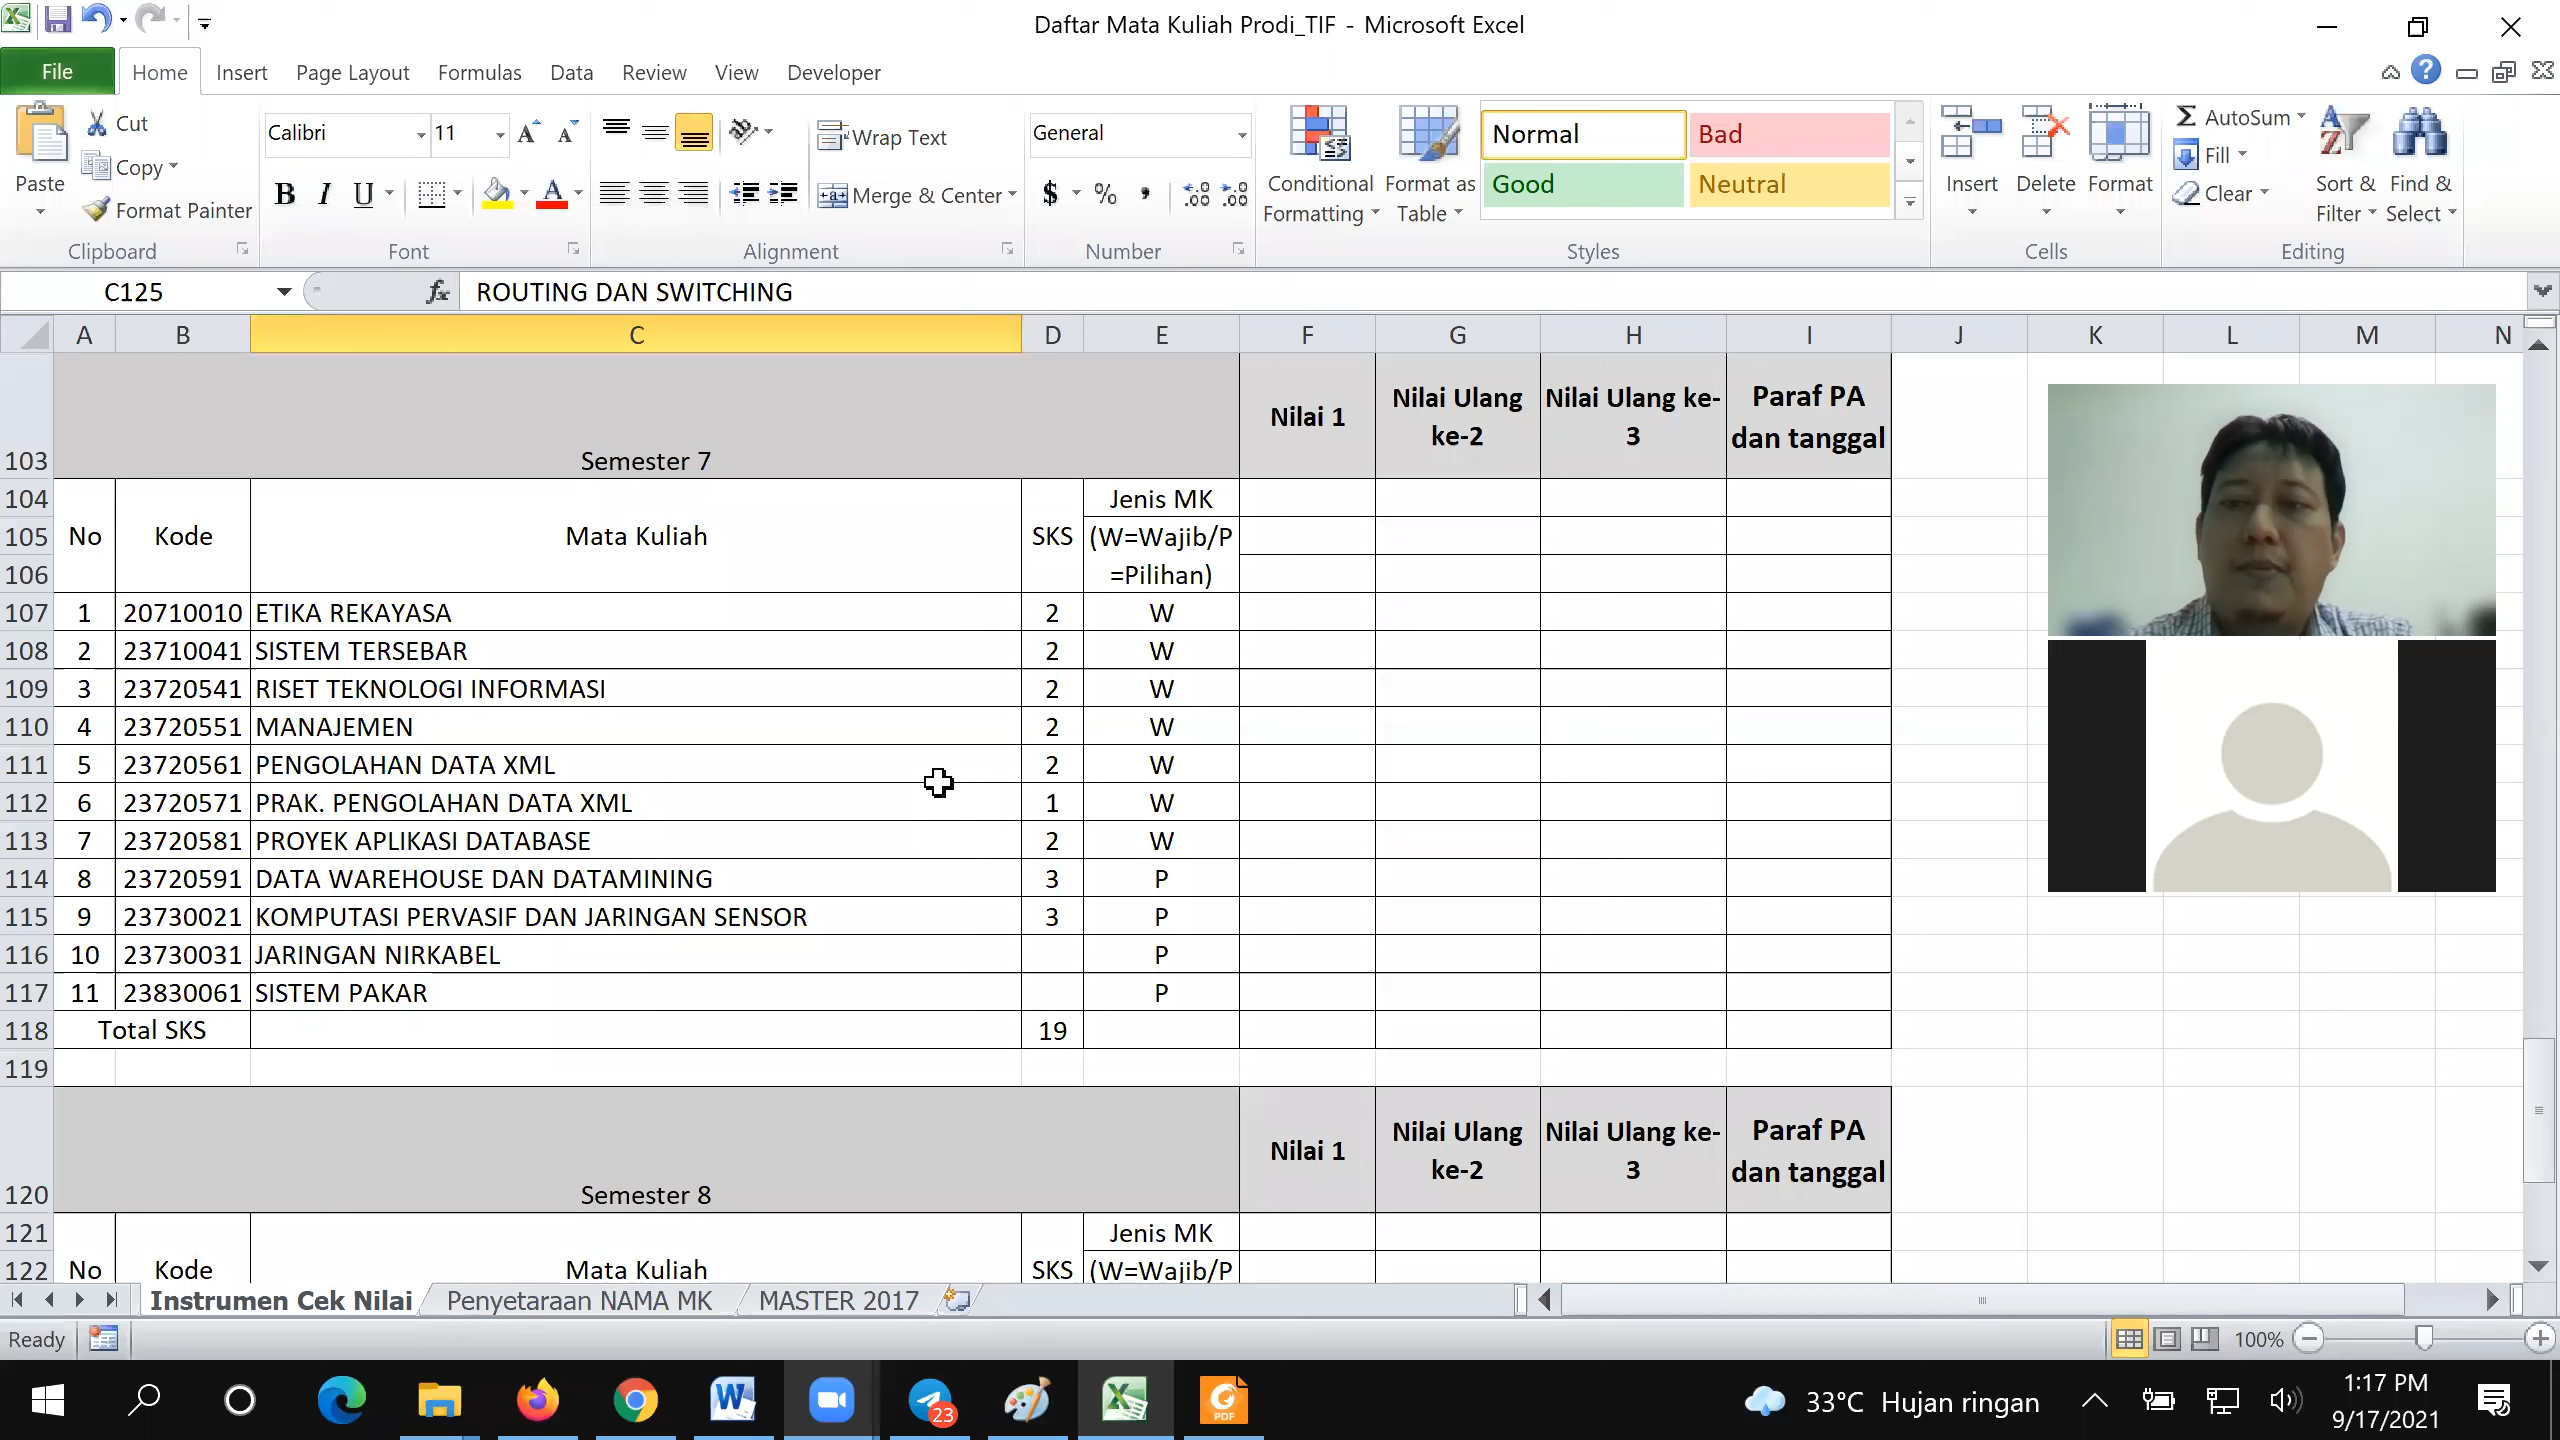 Daftar Mata Kuliah Prodi_TIF - Microsoft Excel
File Home Insert Page Layout Formulas Data Review View Developer
Paste
Cut
Copy
Format Painter
Clipboard
Calibri 11
B I U A
Font
Wrap Text
Merge & Center
Alignment
General
$ % ,
Number
Conditional Formatting
Format as Table
Normal Bad
Good Neutral
Styles
Insert Delete Format
Cells
AutoSum
Fill
Clear
Sort & Filter
Find & Select
Editing
C125 fx ROUTING DAN SWITCHING
A B C D E F G H I J K L M N
103 Semester 7 Nilai 1 Nilai Ulang ke-2 Nilai Ulang ke-3 Paraf PA dan tanggal
104 Jenis MK
105 No Kode Mata Kuliah SKS (W=Wajib/P
106 =Pilihan)
107 1 20710010 ETIKA REKAYASA 2 W
108 2 23710041 SISTEM TERSEBAR 2 W
109 3 23720541 RISET TEKNOLOGI INFORMASI 2 W
110 4 23720551 MANAJEMEN 2 W
111 5 23720561 PENGOLAHAN DATA XML 2 W
112 6 23720571 PRAK. PENGOLAHAN DATA XML 1 W
113 7 23720581 PROYEK APLIKASI DATABASE 2 W
114 8 23720591 DATA WAREHOUSE DAN DATAMINING 3 P
115 9 23730021 KOMPUTASI PERVASIF DAN JARINGAN SENSOR 3 P
116 10 23730031 JARINGAN NIRKABEL P
117 11 23830061 SISTEM PAKAR P
118 Total SKS 19
119
120 Semester 8 Nilai 1 Nilai Ulang ke-2 Nilai Ulang ke-3 Paraf PA dan tanggal
121 Jenis MK
122 No Kode Mata Kuliah SKS (W=Wajib/P
Instrumen Cek Nilai Penyetaraan NAMA MK MASTER 2017
Ready 100%
23 PDF 33°C Hujan ringan 1:17 PM
9/17/2021